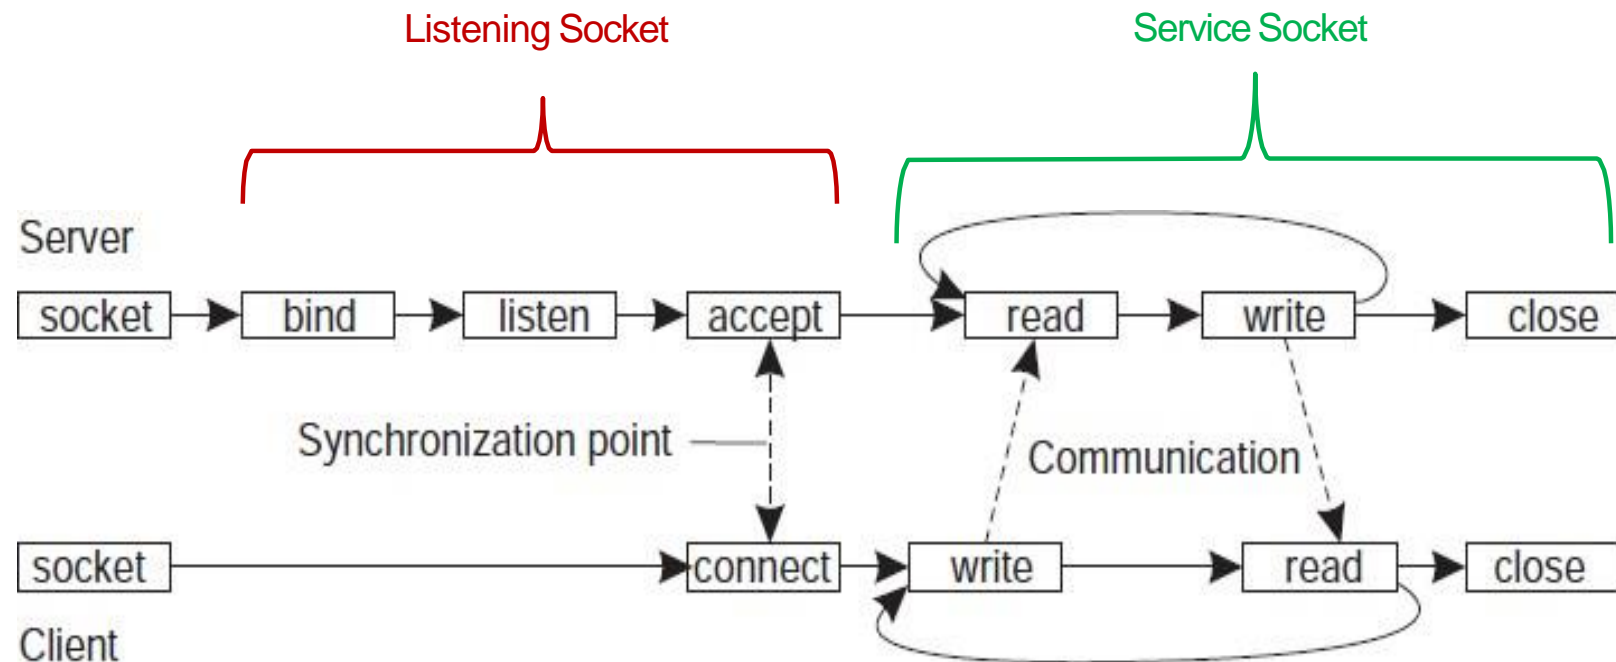 Listening Socket
Service Socket
Server
socket
bind
listen
accept
read
write
close
Synchronization point
Communication
socket
connect
write
read
close
Client